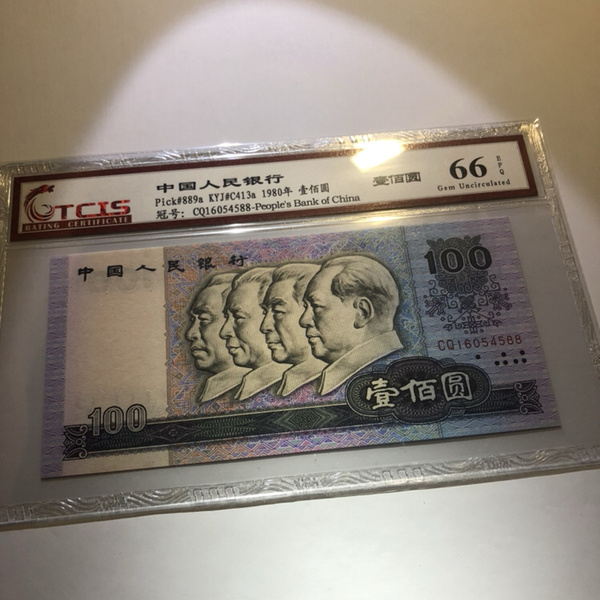 TCIS
RATING CERTIFICATE
中国人民银行
Pick#889a KYJ#C413a 1980年 壹佰圆
冠号: CQ16054588-People's Bank of China
壹佰圆
66 EPQ
Gem Uncirculated
中国人民银行
100
CQ16054588
壹佰圆
100